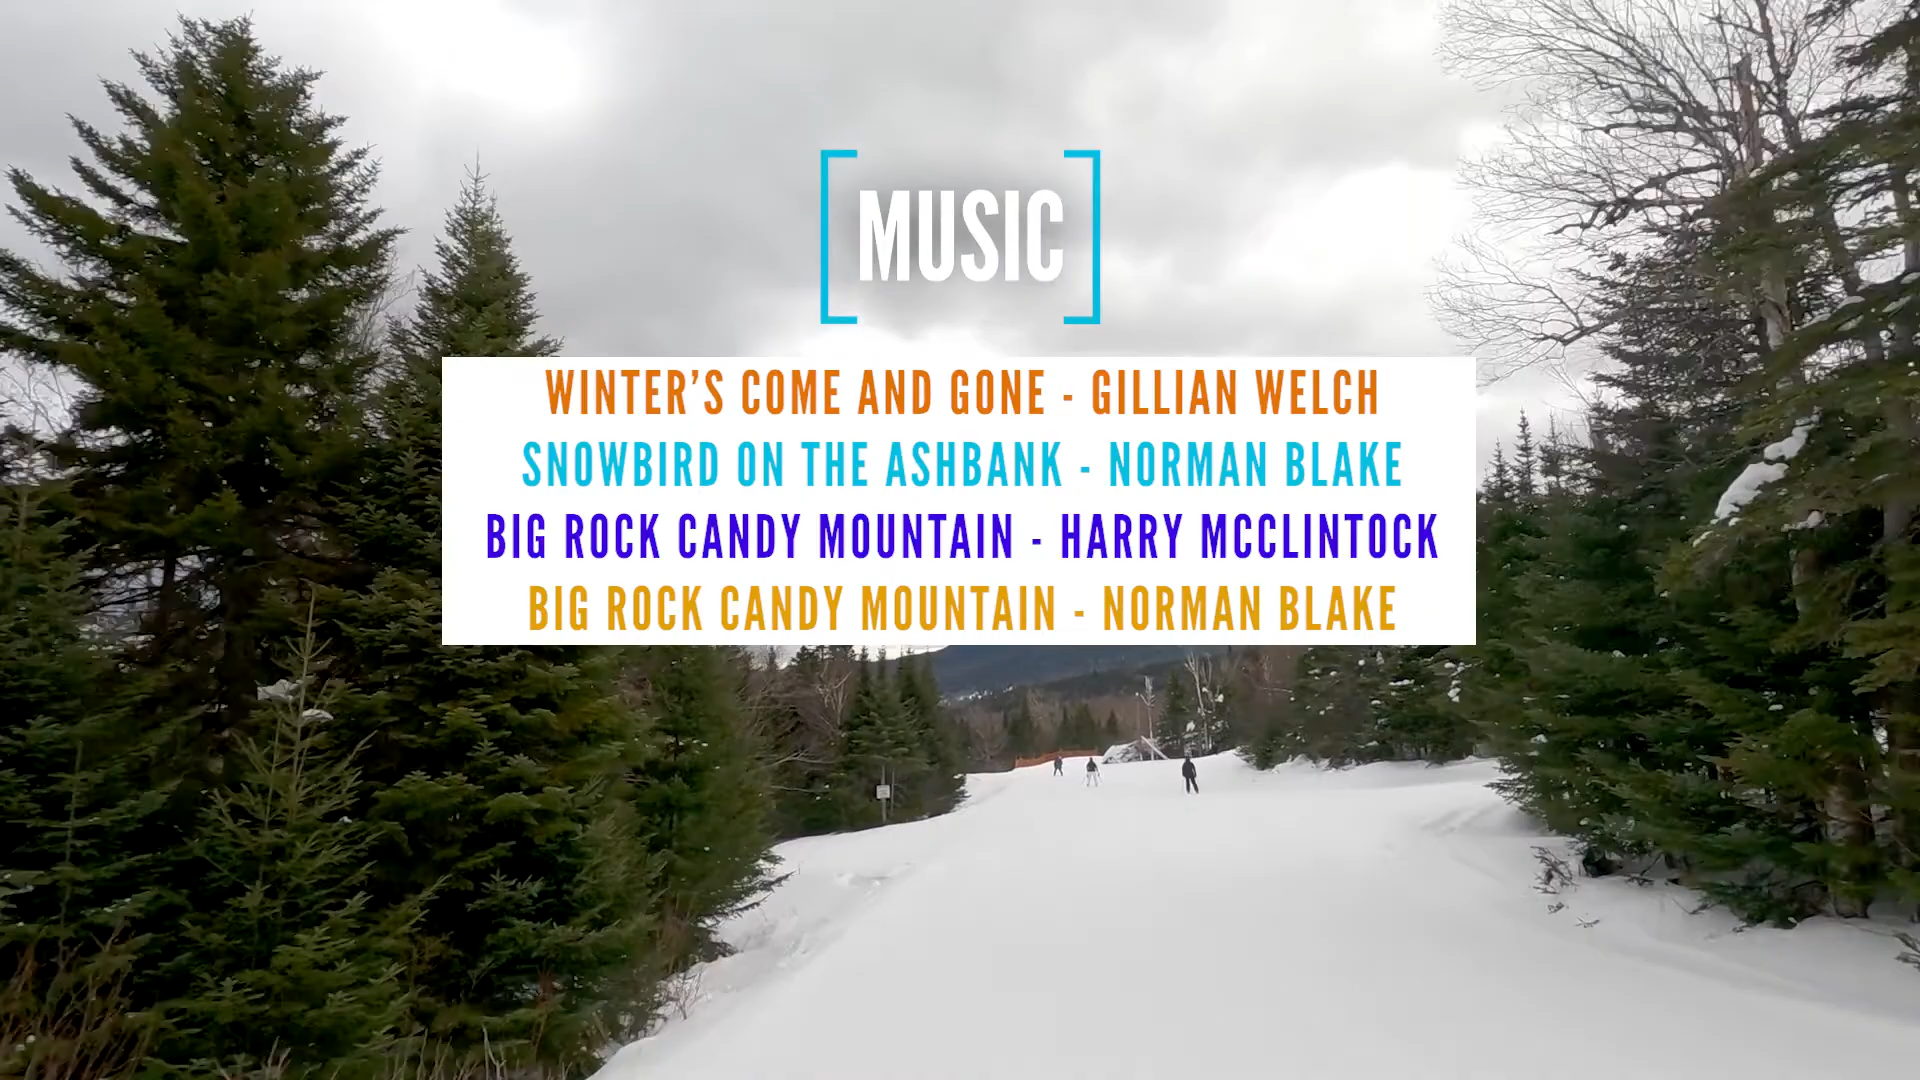 MUSIC
WINTER’S COME AND GONE - GILLIAN WELCH
SNOWBIRD ON THE ASHBANK - NORMAN BLAKE
BIG ROCK CANDY MOUNTAIN - HARRY MCCLINTOCK
BIG ROCK CANDY MOUNTAIN - NORMAN BLAKE